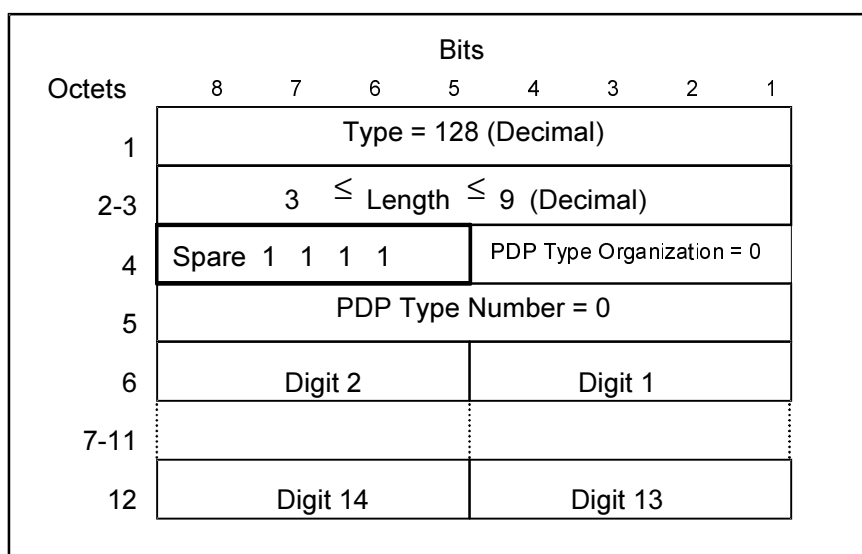 Bits
Octets 8 7 6 5 4 3 2 1
1 Type = 128 (Decimal)
2-3 3 ≤ Length ≤ 9 (Decimal)
4 Spare 1 1 1 1 PDP Type Organization = 0
5 PDP Type Number = 0
6 Digit 2 Digit 1
7-11
12 Digit 14 Digit 13